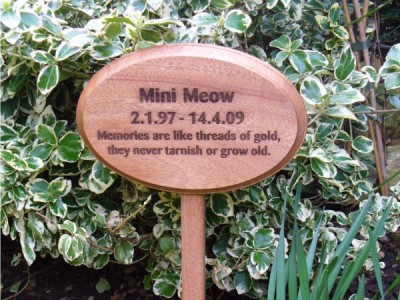 Mini Meow
2.1.97 - 14.4.09
Memories are like threads of gold,
they never tarnish or grow old.